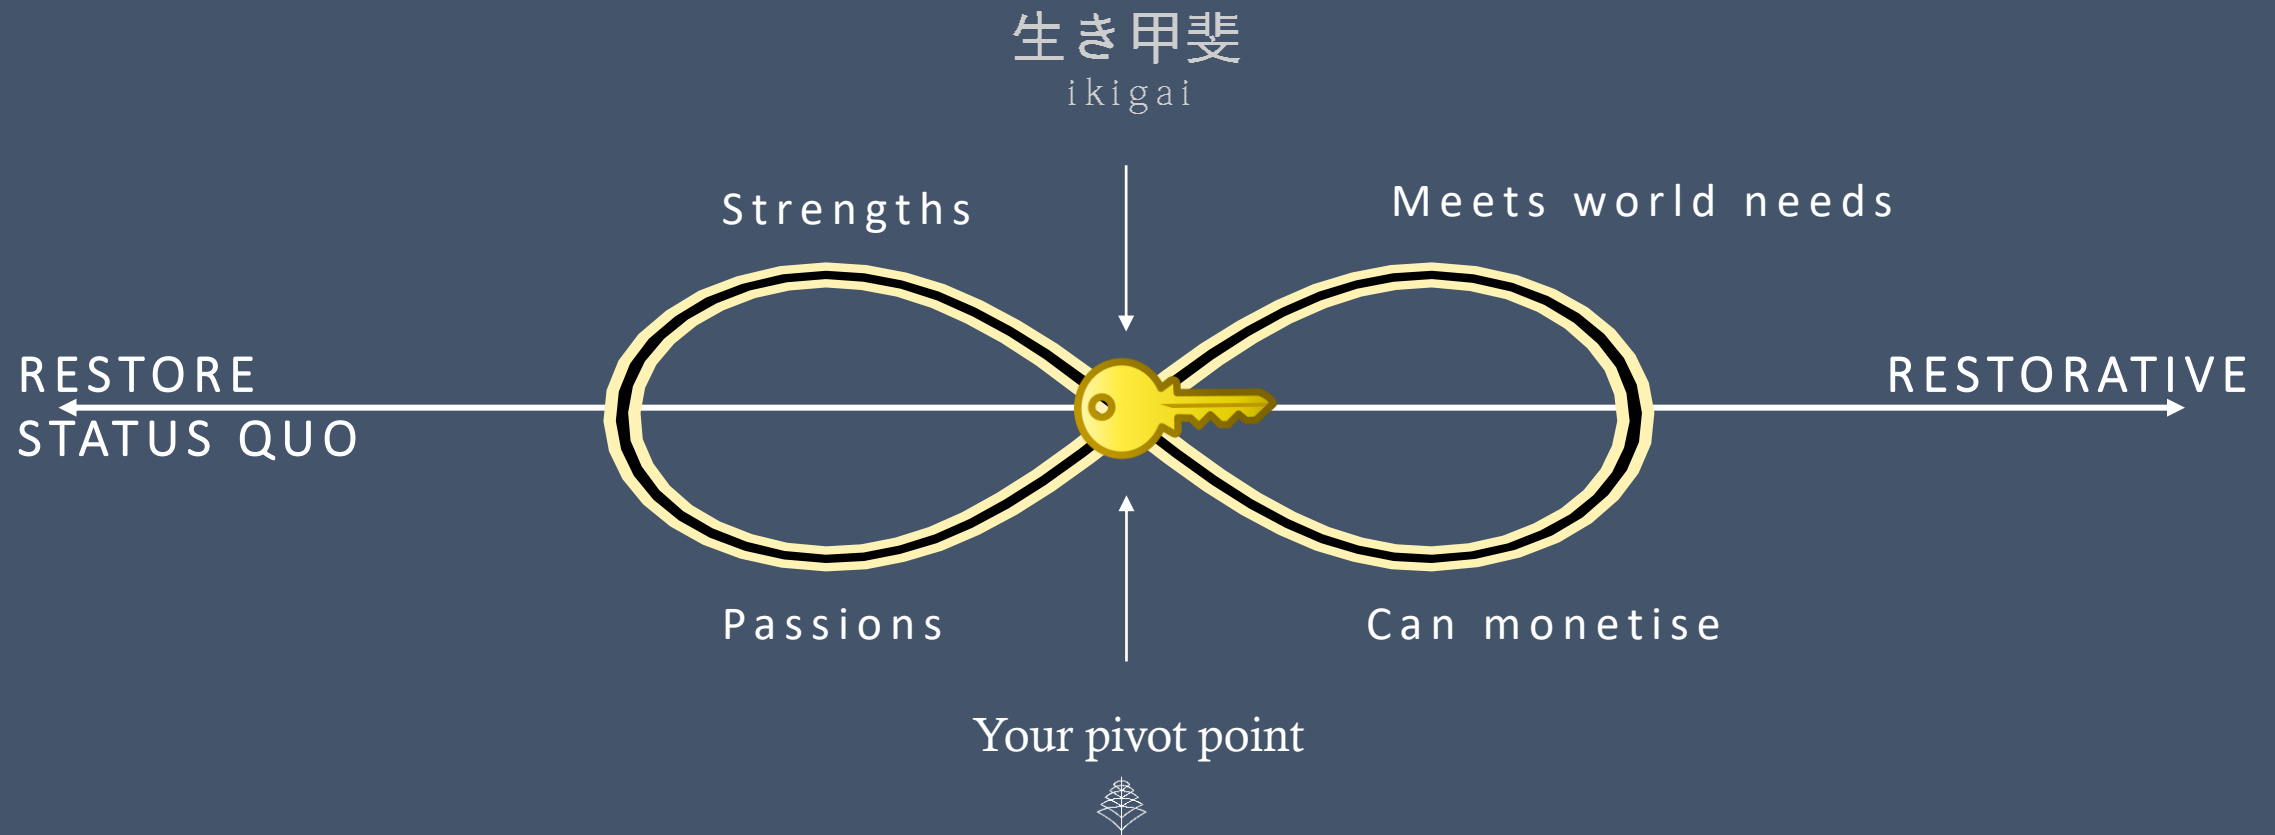 生き甲斐
ikigai
Strengths
Meets world needs
RESTORE
STATUS QUO
RESTORATIVE
Passions
Can monetise
Your pivot point